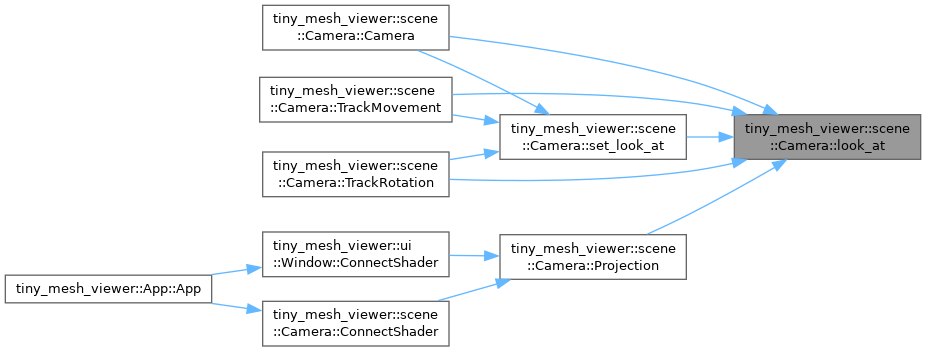 tiny_mesh_viewer::scene
::Camera::Camera
tiny_mesh_viewer::scene
::Camera::TrackMovement
tiny_mesh_viewer::scene
::Camera::look_at
tiny_mesh_viewer::scene
::Camera::set_look_at
tiny_mesh_viewer::scene
::Camera::TrackRotation
tiny_mesh_viewer::ui
::Window::ConnectShader
tiny_mesh_viewer::scene
::Camera::Projection
tiny_mesh_viewer::App::App
tiny_mesh_viewer::scene
::Camera::ConnectShader